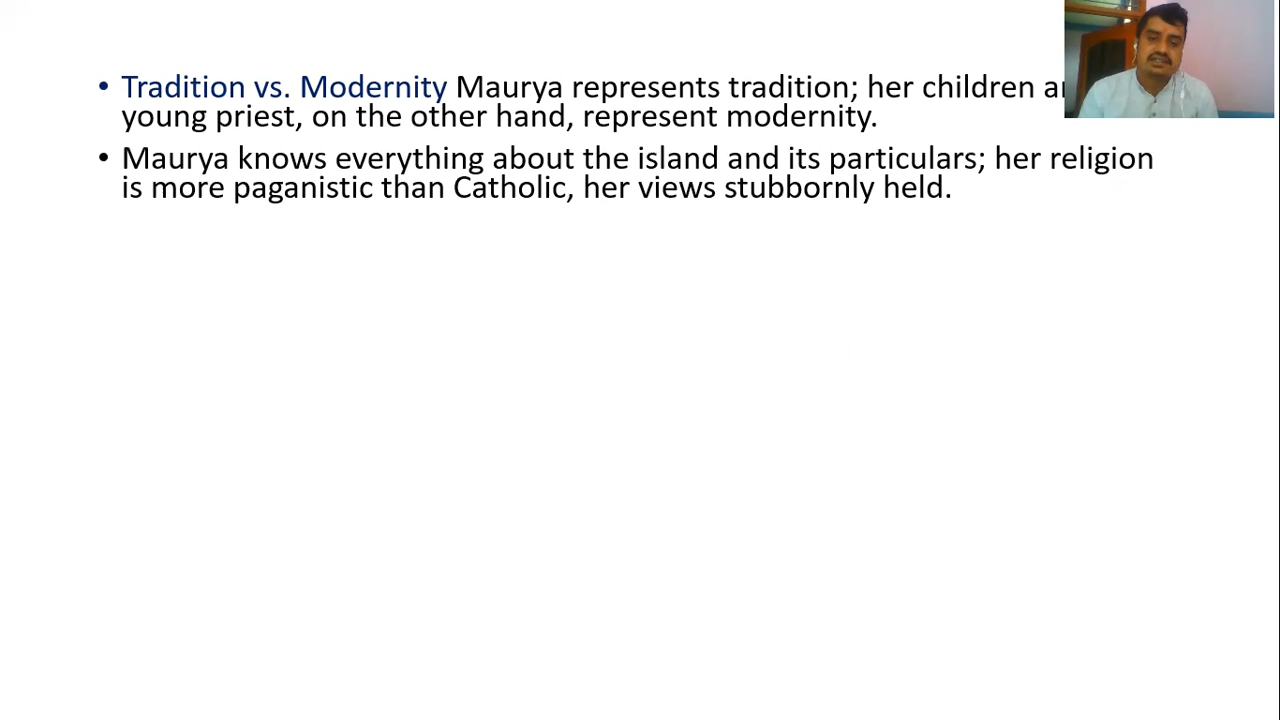 • Tradition vs. Modernity Maurya represents tradition; her children
young priest, on the other hand, represent modernity.
• Maurya knows everything about the island and its particulars; her religion
is more paganistic than Catholic, her views stubbornly held.